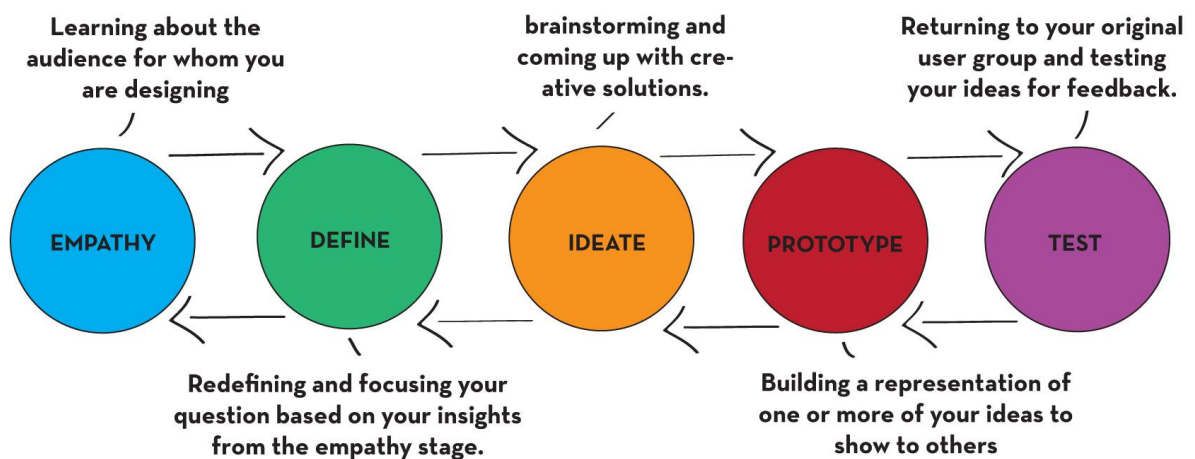 Learning about the
audience for whom you
are designing
brainstorming and
coming up with cre-
ative solutions.
Returning to your original
user group and testing
your ideas for feedback.
EMPATHY
DEFINE
IDEATE
PROTOTYPE
TEST
Redefining and focusing your
question based on your insights
from the empathy stage.
Building a representation of
one or more of your ideas to
show to others